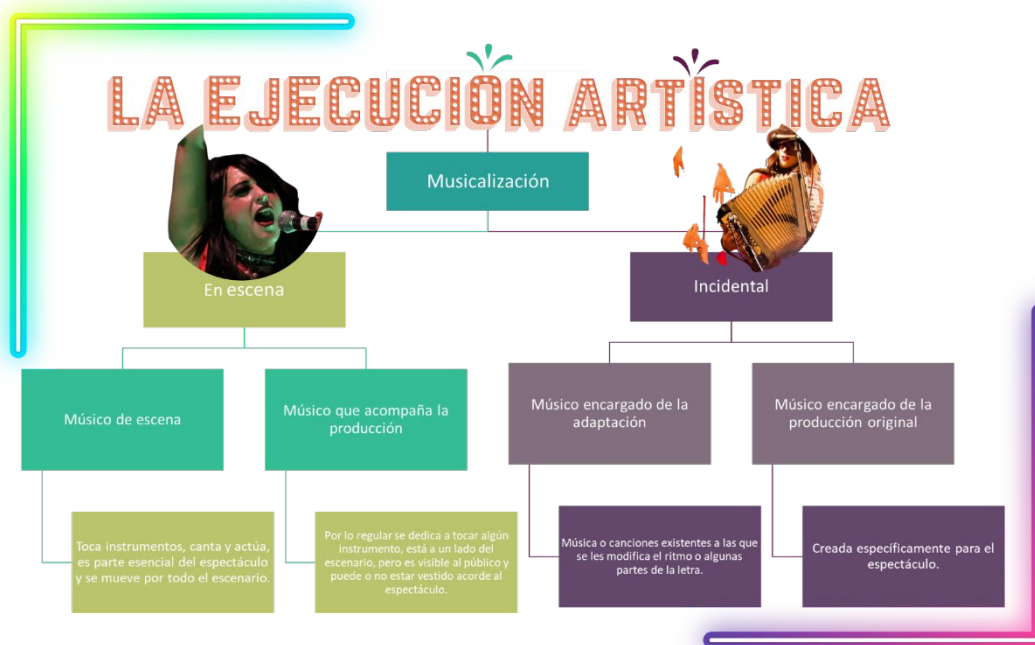 LA EJECUCIÓN ARTÍSTICA
Musicalización
En escena
Incidental
Músico de escena
Músico que acompaña la
producción
Músico encargado de la
adaptación
Músico encargado de la
producción original
Toca instrumentos, canta y actúa,
es parte esencial del espectáculo
y se mueve por todo el escenario.
Por lo regular se dedica a tocar algún
instrumento, está a un lado del
escenario, pero es visible al público y
puede o no estar vestido acorde al
espectáculo.
Música o canciones existentes a las que
se les modifica el ritmo o algunas
partes de la letra.
Creada específicamente para el
espectáculo.